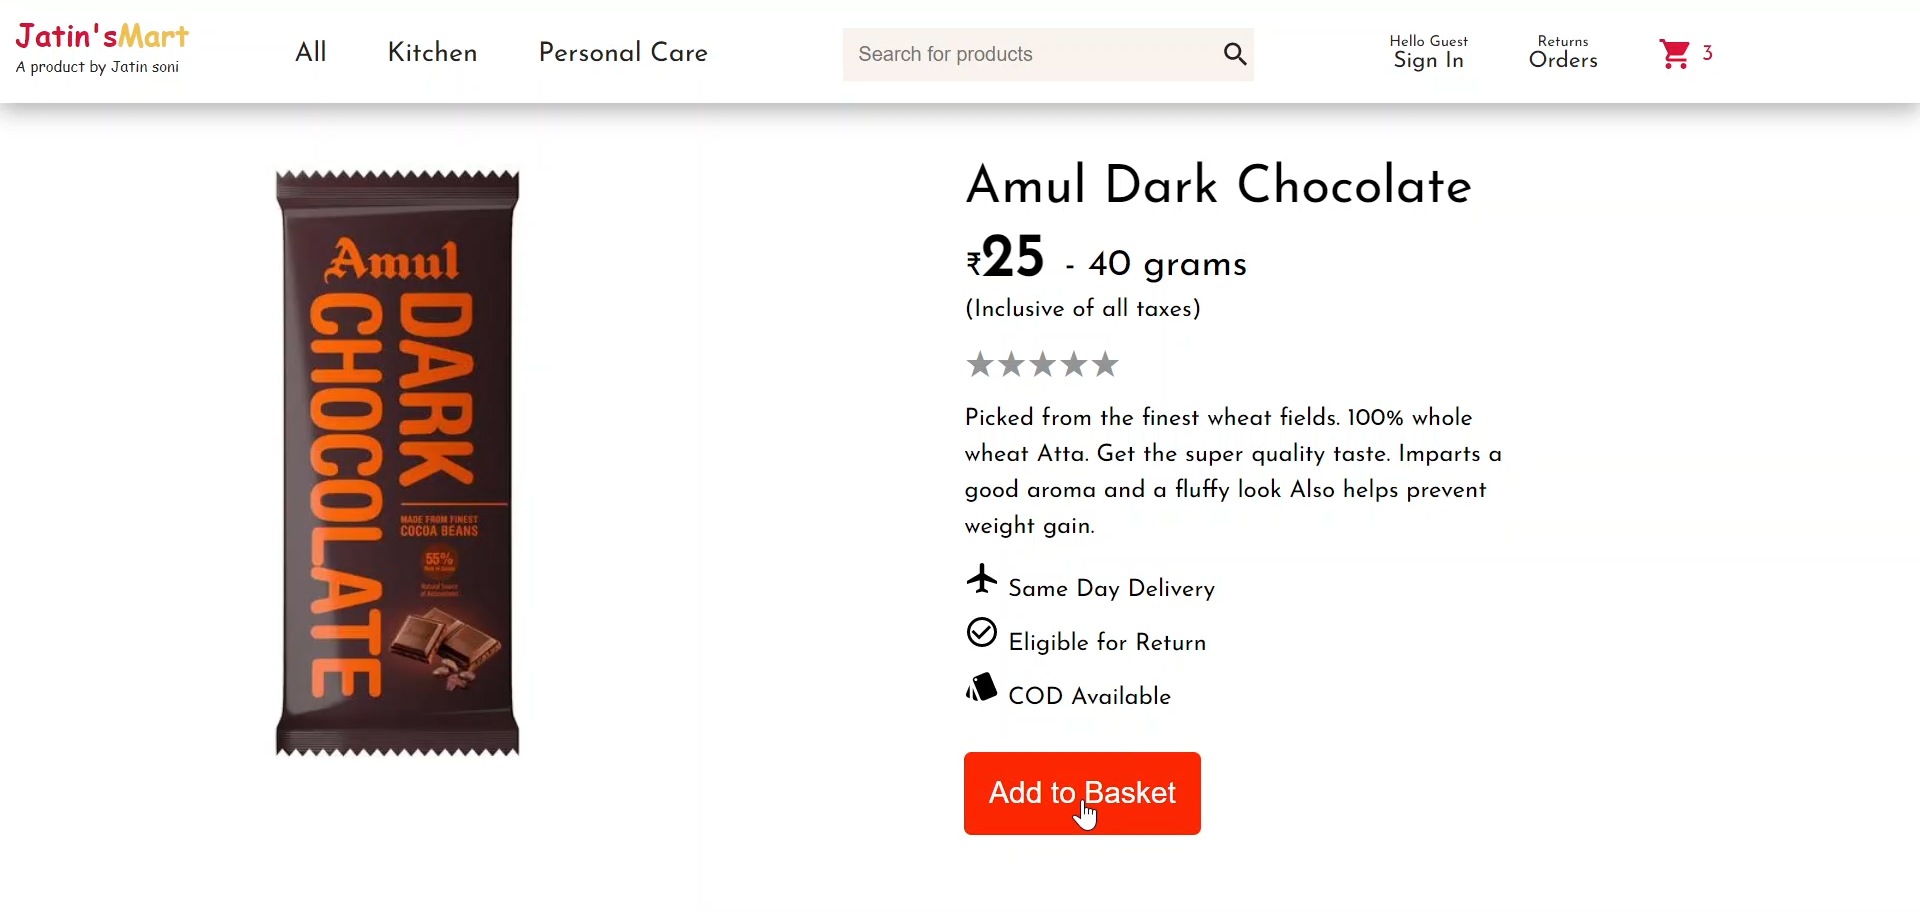 Jatin'sMart
A product by Jatin soni
All
Kitchen
Personal Care
Search for products
Hello Guest
Sign In
Returns
Orders
3
Amul
DARK
CHOCOLATE
MADE FROM FINEST
COCOA BEANS
55%
Amul Dark Chocolate
₹25 - 40 grams
(Inclusive of all taxes)
★★★★★
Picked from the finest wheat fields. 100% whole
wheat Atta. Get the super quality taste. Imparts a
good aroma and a fluffy look Also helps prevent
weight gain.
Same Day Delivery
Eligible for Return
COD Available
Add to Basket